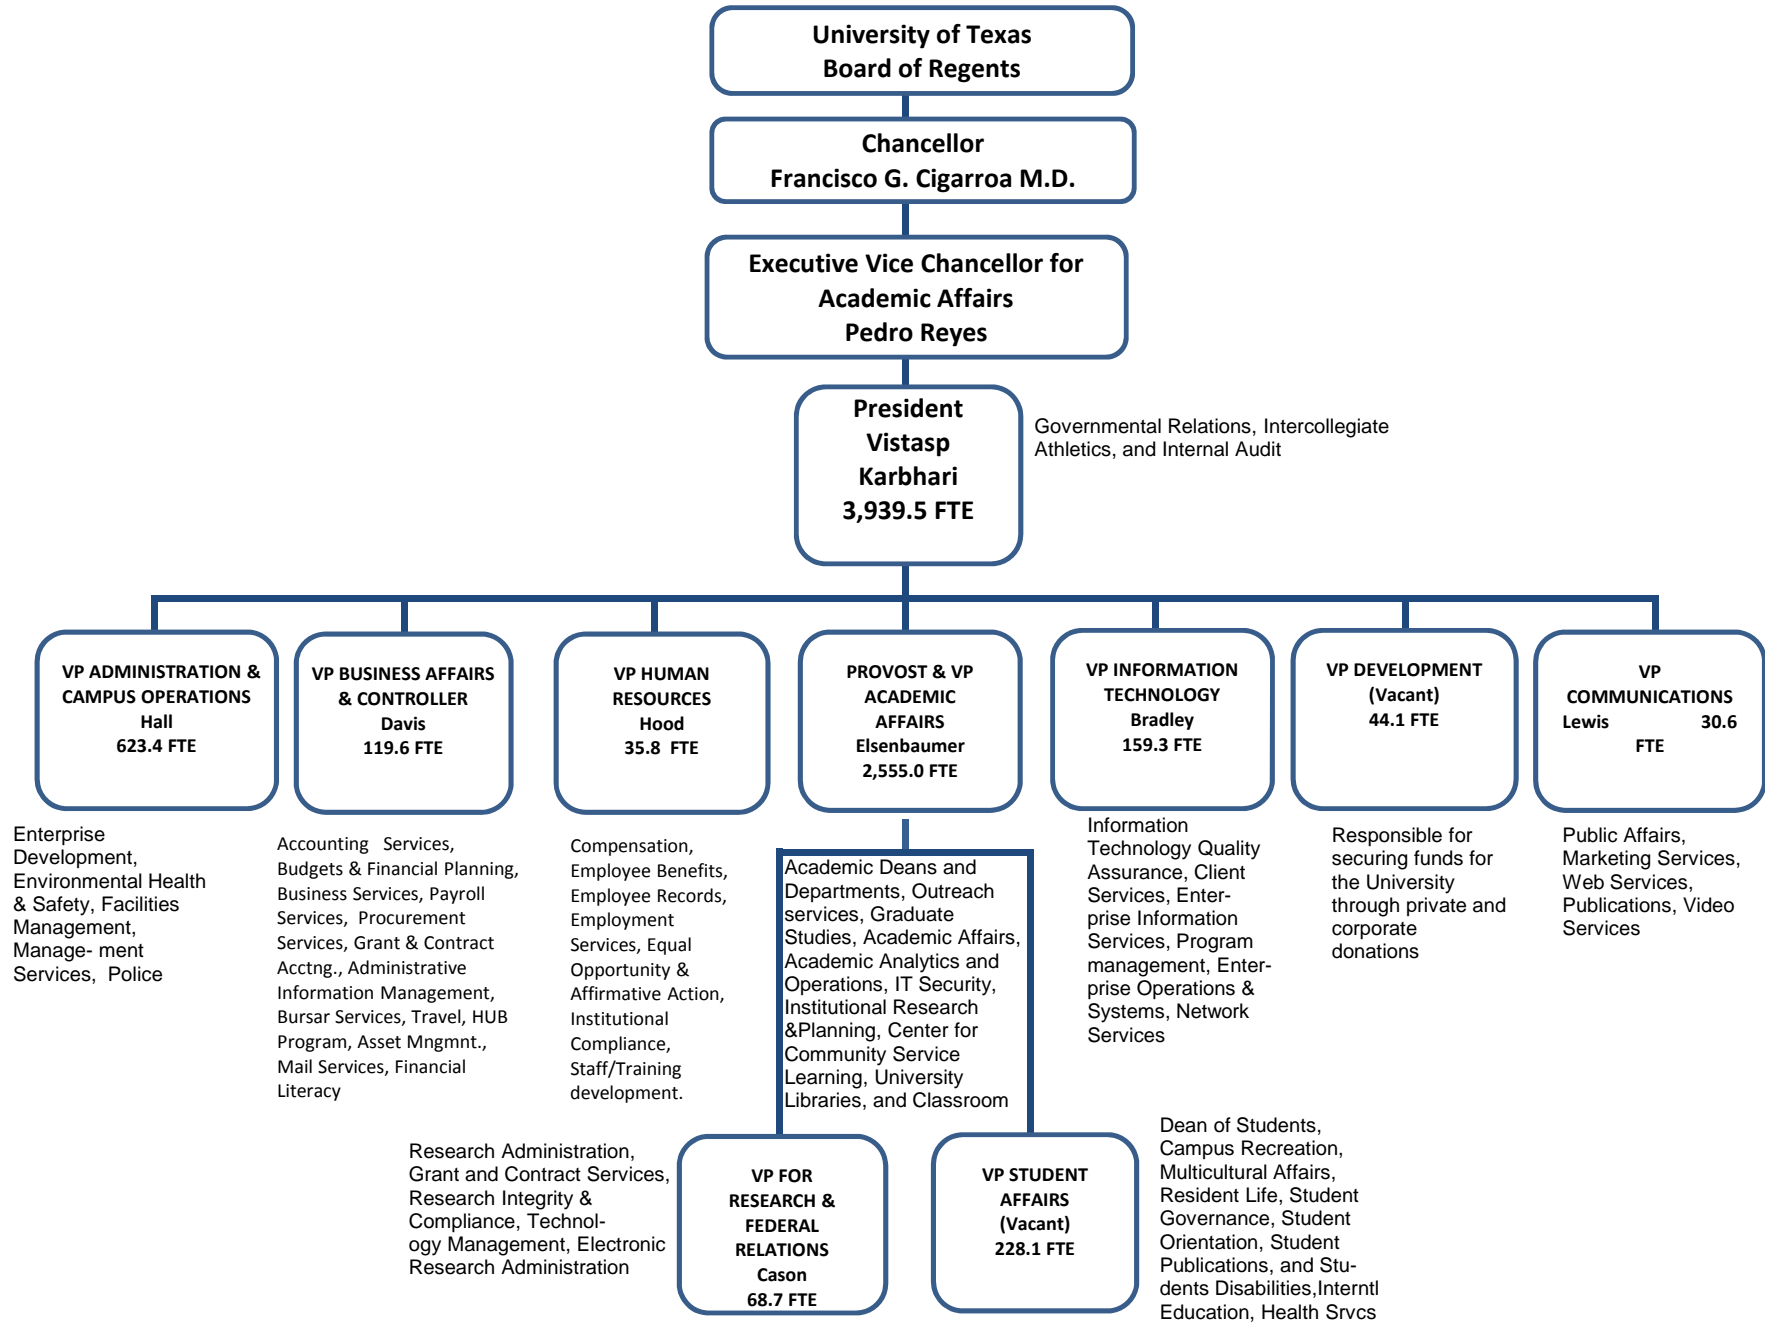 University of Texas
Board of Regents
Chancellor
Francisco G. Cigarroa M.D.
Executive Vice Chancellor for
Academic Affairs
Pedro Reyes
President
Vistasp
Karbhari
3,939.5 FTE
Governmental Relations, Intercollegiate
Athletics, and Internal Audit
VP ADMINISTRATION &
CAMPUS OPERATIONS
Hall
623.4 FTE
VP BUSINESS AFFAIRS
& CONTROLLER
Davis
119.6 FTE
VP HUMAN
RESOURCES
Hood
35.8 FTE
PROVOST & VP
ACADEMIC
AFFAIRS
Elsenbaumer
2,555.0 FTE
VP INFORMATION
TECHNOLOGY
Bradley
159.3 FTE
VP DEVELOPMENT
(Vacant)
44.1 FTE
VP
COMMUNICATIONS
Lewis 30.6
FTE
Enterprise
Development,
Environmental Health
& Safety, Facilities
Management,
Manage- ment
Services, Police
Accounting Services,
Budgets & Financial Planning,
Business Services, Payroll
Services, Procurement
Services, Grant & Contract
Acctng., Administrative
Information Management,
Bursar Services, Travel, HUB
Program, Asset Mngmnt.,
Mail Services, Financial
Literacy
Compensation,
Employee Benefits,
Employee Records,
Employment
Services, Equal
Opportunity &
Affirmative Action,
Institutional
Compliance,
Staff/Training
development.
Academic Deans and
Departments, Outreach
services, Graduate
Studies, Academic Affairs,
Academic Analytics and
Operations, IT Security,
Institutional Research
&Planning, Center for
Community Service
Learning, University
Libraries, and Classroom
Information
Technology Quality
Assurance, Client
Services, Enter-
prise Information
Services, Program
management, Enter-
prise Operations &
Systems, Network
Services
Responsible for
securing funds for
the University
through private and
corporate
donations
Public Affairs,
Marketing Services,
Web Services,
Publications, Video
Services
Research Administration,
Grant and Contract Services,
Research Integrity &
Compliance, Technol-
ogy Management, Electronic
Research Administration
VP FOR
RESEARCH &
FEDERAL
RELATIONS
Cason
68.7 FTE
VP STUDENT
AFFAIRS
(Vacant)
228.1 FTE
Dean of Students,
Campus Recreation,
Multicultural Affairs,
Resident Life, Student
Governance, Student
Orientation, Student
Publications, and Stu-
dents Disabilities,Interntl
Education, Health Srvcs